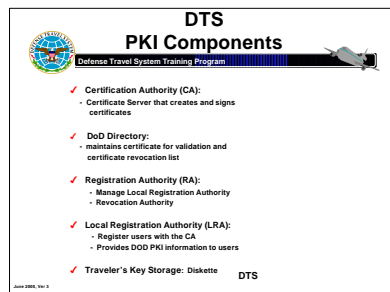 DTS
PKI Components
DEFENSE TRAVEL SYSTEM
Defense Travel System Training Program
✓ Certification Authority (CA):
- Certificate Server that creates and signs
certificates
✓ DoD Directory:
- maintains certificate for validation and
certificate revocation list
✓ Registration Authority (RA):
- Manage Local Registration Authority
- Revocation Authority
✓ Local Registration Authority (LRA):
- Register users with the CA
- Provides DOD PKI information to users
✓ Traveler's Key Storage: Diskette
DTS
June 2000, Ver 3